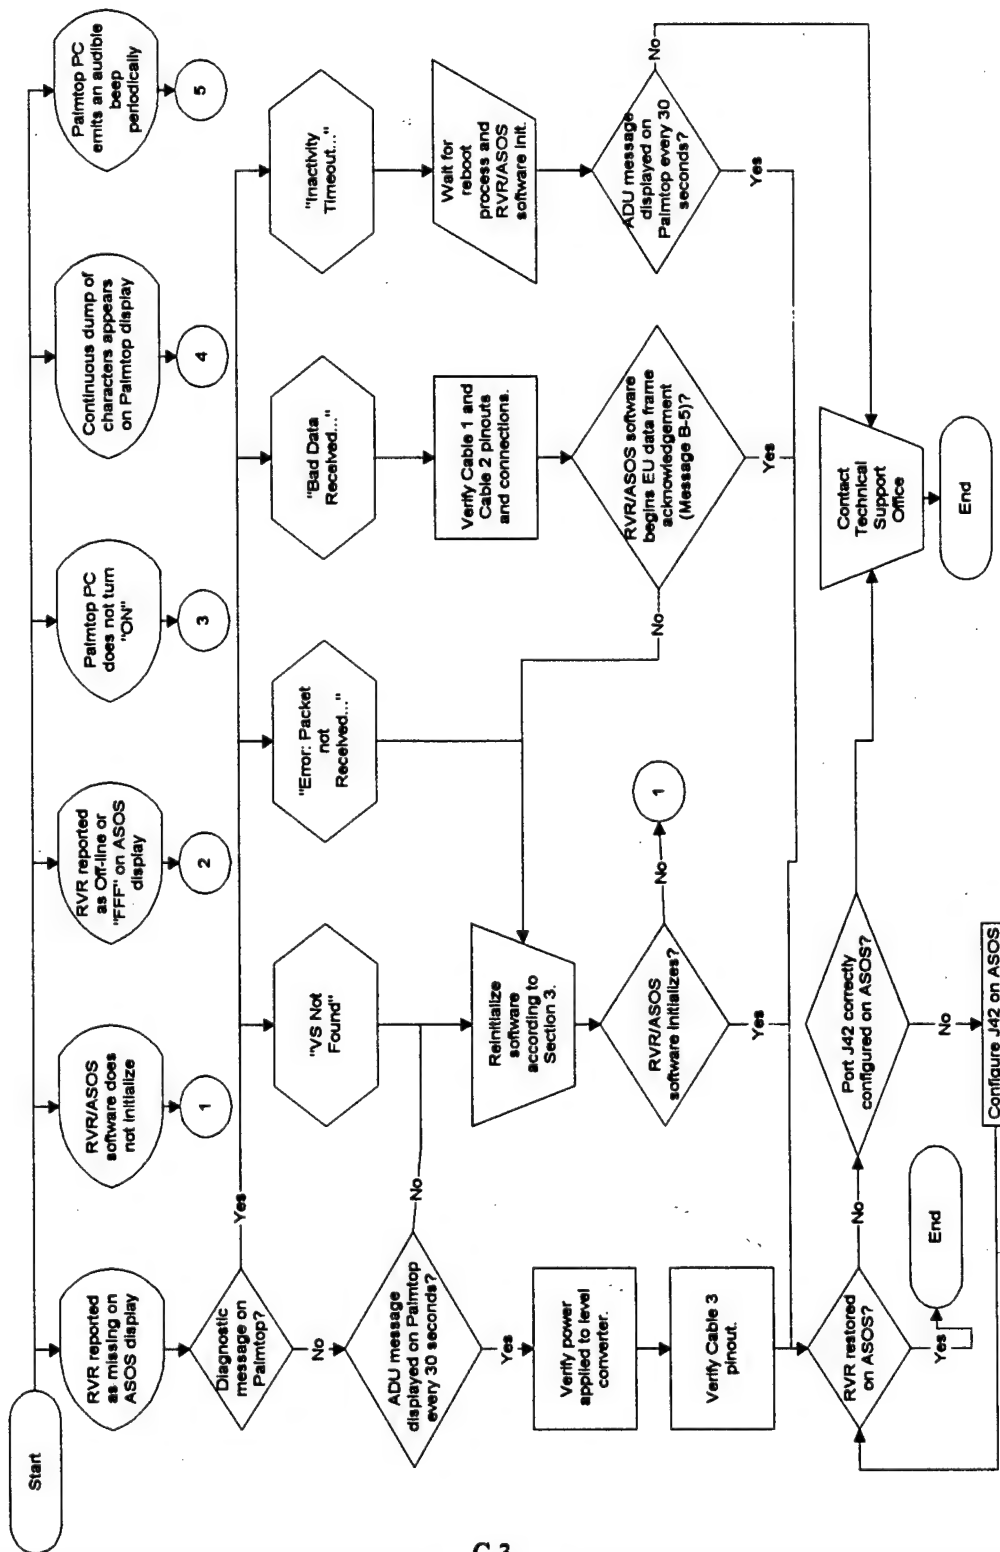 Start
RVR reported
as missing on
ASOS display
RVR/ASOS
software does
not initialize
1
RVR reported
as Off-line or
"FFF" on ASOS
display
2
Palmtop PC
does not turn
"ON"
3
Continuous dump of
characters appears
on Palmtop display
4
Palmtop PC
emits an audible
beep
periodically
5
Diagnostic
message on
Palmtop?
Yes
No
"VS Not
Found"
"Error: Packet
not
Received..."
"Bad Data
Received..."
"Inactivity
Timeout..."
ADU message
displayed on Palmtop
every 30 seconds?
No
Yes
Reinitialize
software
according to
Section 3.
Verify Cable 1 and
Cable 2 pinouts
and connections.
Wait for
reboot
process and
RVR/ASOS
software init.
Verify power
applied to level
converter.
RVR/ASOS
software initializes?
No
1
Yes
RVR/ASOS software
begins EU data frame
acknowledgement
(Message B-5)?
No
Yes
ADU message
displayed on
Palmtop every 30
seconds?
No
Yes
Verify Cable 3
pinout.
RVR restored
on ASOS?
No
Yes
End
Port J42 correctly
configured on ASOS?
No
Configure J42 on ASOS
Contact
Technical
Support
Office
End
C-3